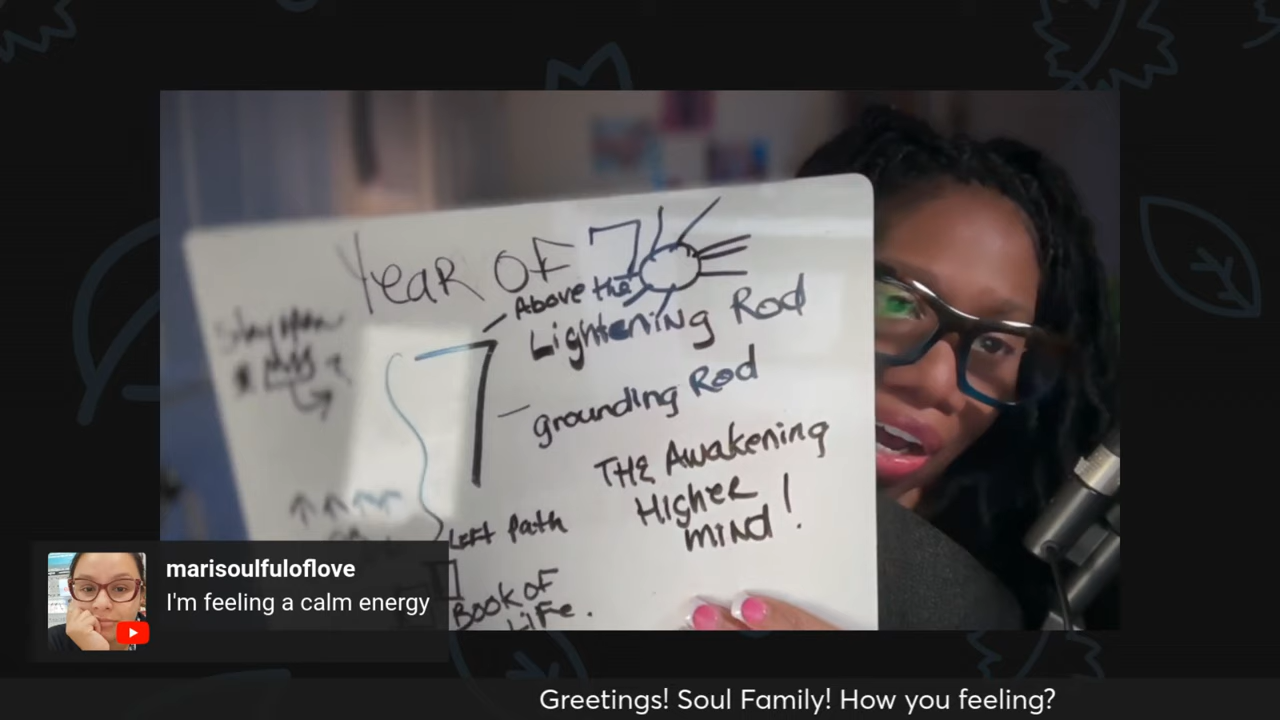 YEAR OF 7
Above the
Lightening Rod
grounding Rod
THE Awakening
Higher
mind!
Left Path
Book of
Life.
marisoulfuloflove
I'm feeling a calm energy
Greetings! Soul Family! How you feeling?